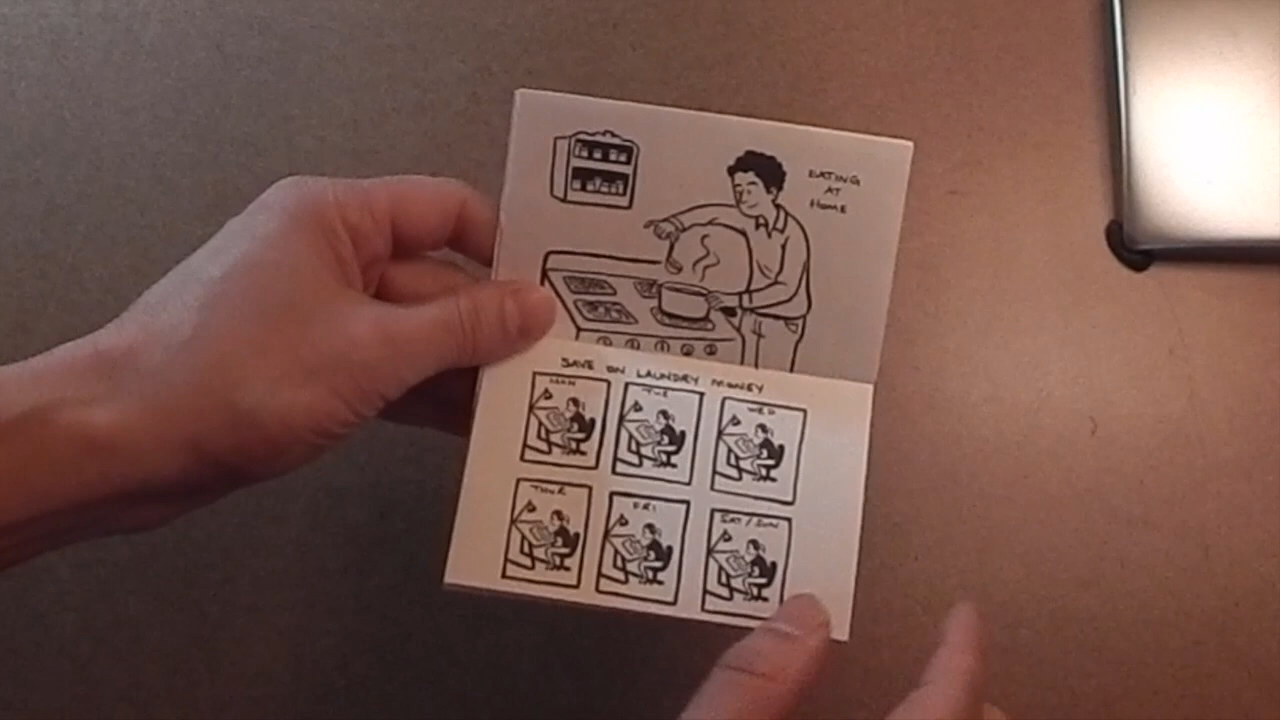 EATING
AT
HOME
SAVE ON LAUNDRY MONEY
MON
TUE
WED
THUR
FRI
SAT/SUN